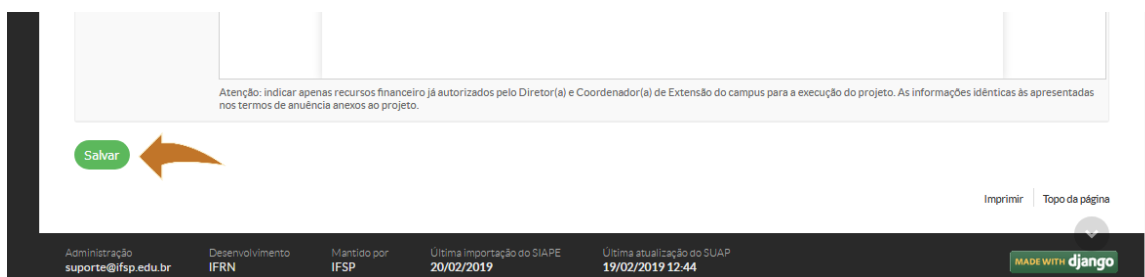 Atenção: indicar apenas recursos financeiro já autorizados pelo Diretor(a) e Coordenador(a) de Extensão do campus para a execução do projeto. As informações idênticas às apresentadas
nos termos de anuência anexos ao projeto.
Salvar
Imprimir Topo da página
Administração Desenvolvimento Mantido por Última importação do SIAPE Última atualização do SUAP
suporte@ifsp.edu.br IFRN IFSP 20/02/2019 19/02/2019 12:44
MADE WITH django